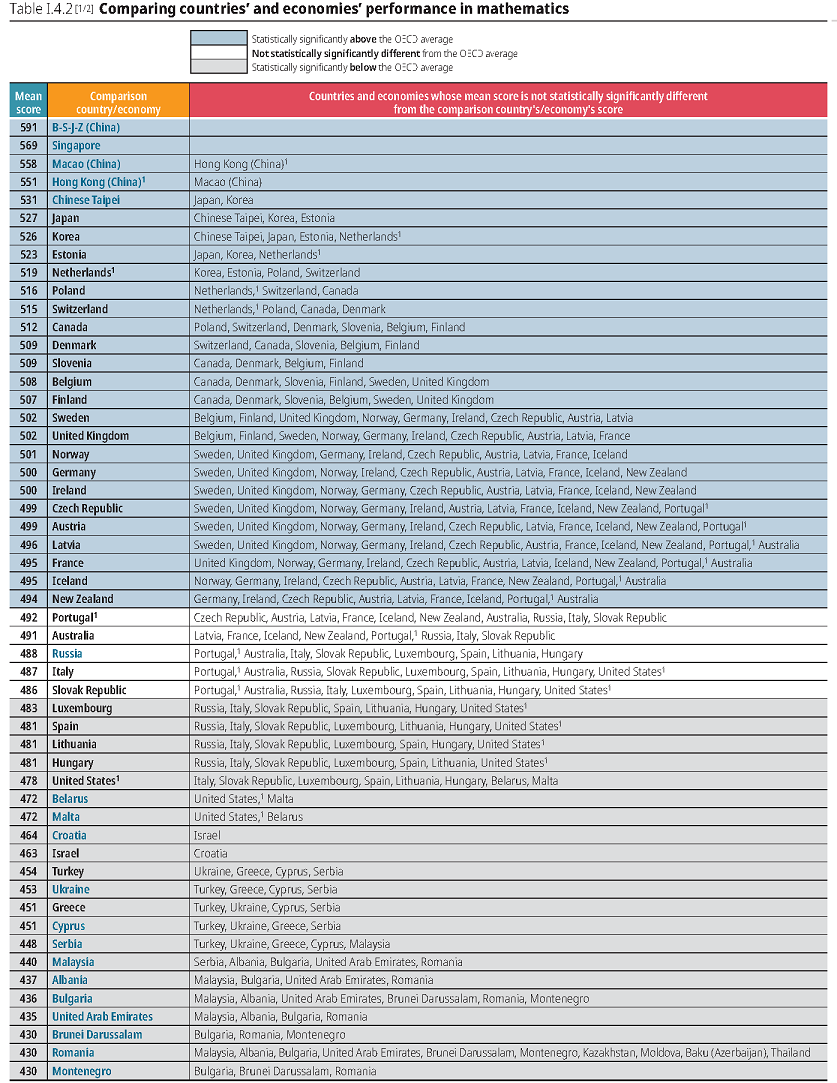 Table I.4.2 [1/2] Comparing countries’ and economies’ performance in mathematics
Statistically significantly above the OECD average
Not statistically significantly different from the OECD average
Statistically significantly below the OECD average
Mean score Comparison country/economy Countries and economies whose mean score is not statistically significantly different from the comparison country's/economy's score
591 B-S-J-Z (China)
569 Singapore
558 Macao (China) Hong Kong (China)¹
551 Hong Kong (China)¹ Macao (China)
531 Chinese Taipei Japan, Korea
527 Japan Chinese Taipei, Korea, Estonia
526 Korea Chinese Taipei, Japan, Estonia, Netherlands¹
523 Estonia Japan, Korea, Netherlands¹
519 Netherlands¹ Korea, Estonia, Poland, Switzerland
516 Poland Netherlands,¹ Switzerland, Canada
515 Switzerland Netherlands,¹ Poland, Canada, Denmark
512 Canada Poland, Switzerland, Denmark, Slovenia, Belgium, Finland
509 Denmark Switzerland, Canada, Slovenia, Belgium, Finland
509 Slovenia Canada, Denmark, Belgium, Finland
508 Belgium Canada, Denmark, Slovenia, Finland, Sweden, United Kingdom
507 Finland Canada, Denmark, Slovenia, Belgium, Sweden, United Kingdom
502 Sweden Belgium, Finland, United Kingdom, Norway, Germany, Ireland, Czech Republic, Austria, Latvia
502 United Kingdom Belgium, Finland, Sweden, Norway, Germany, Ireland, Czech Republic, Austria, Latvia, France
501 Norway Sweden, United Kingdom, Germany, Ireland, Czech Republic, Austria, Latvia, France, Iceland
500 Germany Sweden, United Kingdom, Norway, Ireland, Czech Republic, Austria, Latvia, France, Iceland, New Zealand
500 Ireland Sweden, United Kingdom, Norway, Germany, Czech Republic, Austria, Latvia, France, Iceland, New Zealand
499 Czech Republic Sweden, United Kingdom, Norway, Germany, Ireland, Austria, Latvia, France, Iceland, New Zealand, Portugal¹
499 Austria Sweden, United Kingdom, Norway, Germany, Ireland, Czech Republic, Latvia, France, Iceland, New Zealand, Portugal¹
496 Latvia Sweden, United Kingdom, Norway, Germany, Ireland, Czech Republic, Austria, France, Iceland, New Zealand, Portugal,¹ Australia
495 France United Kingdom, Norway, Germany, Ireland, Czech Republic, Austria, Latvia, Iceland, New Zealand, Portugal,¹ Australia
495 Iceland Norway, Germany, Ireland, Czech Republic, Austria, Latvia, France, New Zealand, Portugal,¹ Australia
494 New Zealand Germany, Ireland, Czech Republic, Austria, Latvia, France, Iceland, Portugal,¹ Australia
492 Portugal¹ Czech Republic, Austria, Latvia, France, Iceland, New Zealand, Australia, Russia, Italy, Slovak Republic
491 Australia Latvia, France, Iceland, New Zealand, Portugal,¹ Russia, Italy, Slovak Republic
488 Russia Portugal,¹ Australia, Italy, Slovak Republic, Luxembourg, Spain, Lithuania, Hungary
487 Italy Portugal,¹ Australia, Russia, Slovak Republic, Luxembourg, Spain, Lithuania, Hungary, United States¹
486 Slovak Republic Portugal,¹ Australia, Russia, Italy, Luxembourg, Spain, Lithuania, Hungary, United States¹
483 Luxembourg Russia, Italy, Slovak Republic, Spain, Lithuania, Hungary, United States¹
481 Spain Russia, Italy, Slovak Republic, Luxembourg, Lithuania, Hungary, United States¹
481 Lithuania Russia, Italy, Slovak Republic, Luxembourg, Spain, Hungary, United States¹
481 Hungary Russia, Italy, Slovak Republic, Luxembourg, Spain, Lithuania, United States¹
478 United States¹ Italy, Slovak Republic, Luxembourg, Spain, Lithuania, Hungary, Belarus, Malta
472 Belarus United States,¹ Malta
472 Malta United States,¹ Belarus
464 Croatia Israel
463 Israel Croatia
454 Turkey Ukraine, Greece, Cyprus, Serbia
453 Ukraine Turkey, Greece, Cyprus, Serbia
451 Greece Turkey, Ukraine, Cyprus, Serbia
451 Cyprus Turkey, Ukraine, Greece, Serbia
448 Serbia Turkey, Ukraine, Greece, Cyprus, Malaysia
440 Malaysia Serbia, Albania, Bulgaria, United Arab Emirates, Romania
437 Albania Malaysia, Bulgaria, United Arab Emirates, Romania
436 Bulgaria Malaysia, Albania, United Arab Emirates, Brunei Darussalam, Romania, Montenegro
435 United Arab Emirates Malaysia, Albania, Bulgaria, Romania
430 Brunei Darussalam Bulgaria, Romania, Montenegro
430 Romania Malaysia, Albania, Bulgaria, United Arab Emirates, Brunei Darussalam, Montenegro, Kazakhstan, Moldova, Baku (Azerbaijan), Thailand
430 Montenegro Bulgaria, Brunei Darussalam, Romania